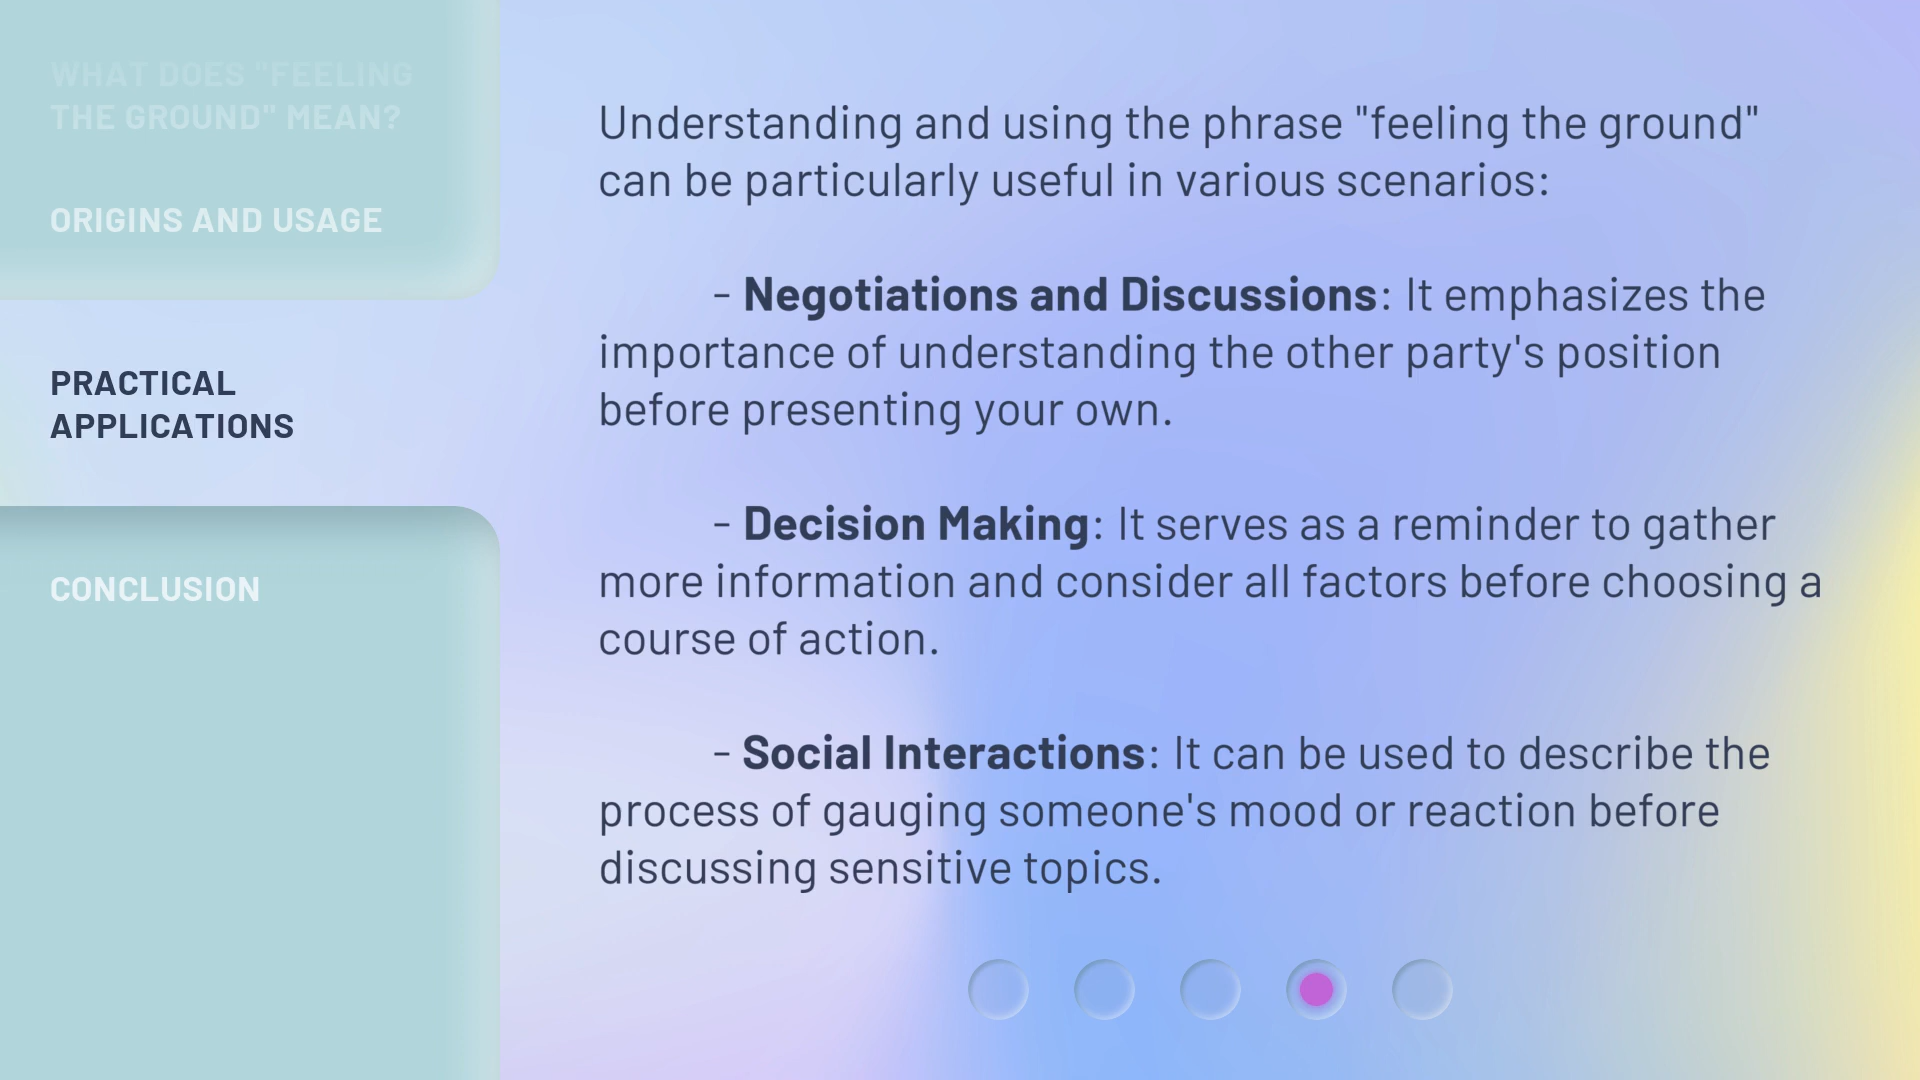 WHAT DOES "FEELING
THE GROUND" MEAN?
ORIGINS AND USAGE
PRACTICAL
APPLICATIONS
CONCLUSION
Understanding and using the phrase "feeling the ground"
can be particularly useful in various scenarios:
- Negotiations and Discussions: It emphasizes the
importance of understanding the other party's position
before presenting your own.
- Decision Making: It serves as a reminder to gather
more information and consider all factors before choosing a
course of action.
- Social Interactions: It can be used to describe the
process of gauging someone's mood or reaction before
discussing sensitive topics.